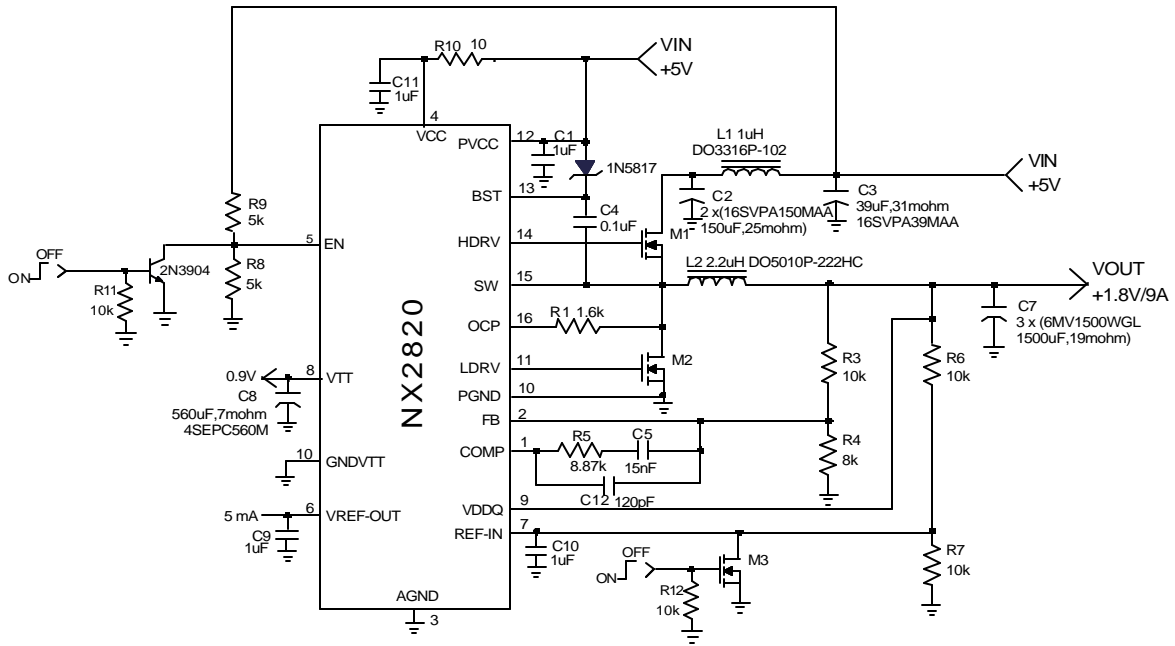 R10 10
VIN
+5V
C11
1uF
4
VCC
PVCC
12
C1
1uF
L1 1uH
DO3316P-102
1N5817
VIN
+5V
BST
13
C2
2 x(16SVPA150MAA
150uF,25mohm)
C3
39uF,31mohm
16SVPA39MAA
R9
5k
C4
0.1uF
HDRV
14
M1
5
EN
OFF
ON
2N3904
R8
5k
R11
10k
SW
15
L2 2.2uH DO5010P-222HC
VOUT
+1.8V/9A
OCP
16
R1 1.6k
C7
3 x (6MV1500WGL
1500uF,19mohm)
NX2820
LDRV
11
M2
R3
10k
R6
10k
0.9V
8
VTT
C8
560uF,7mohm
4SEPC560M
PGND
10
FB
2
COMP
1
R5
8.87k
C5
15nF
R4
8k
10
GNDVTT
C12
120pF
VDDQ
9
5 mA
6
VREF-OUT
C9
1uF
REF-IN
7
C10
1uF
OFF
ON
M3
R12
10k
R7
10k
AGND
3